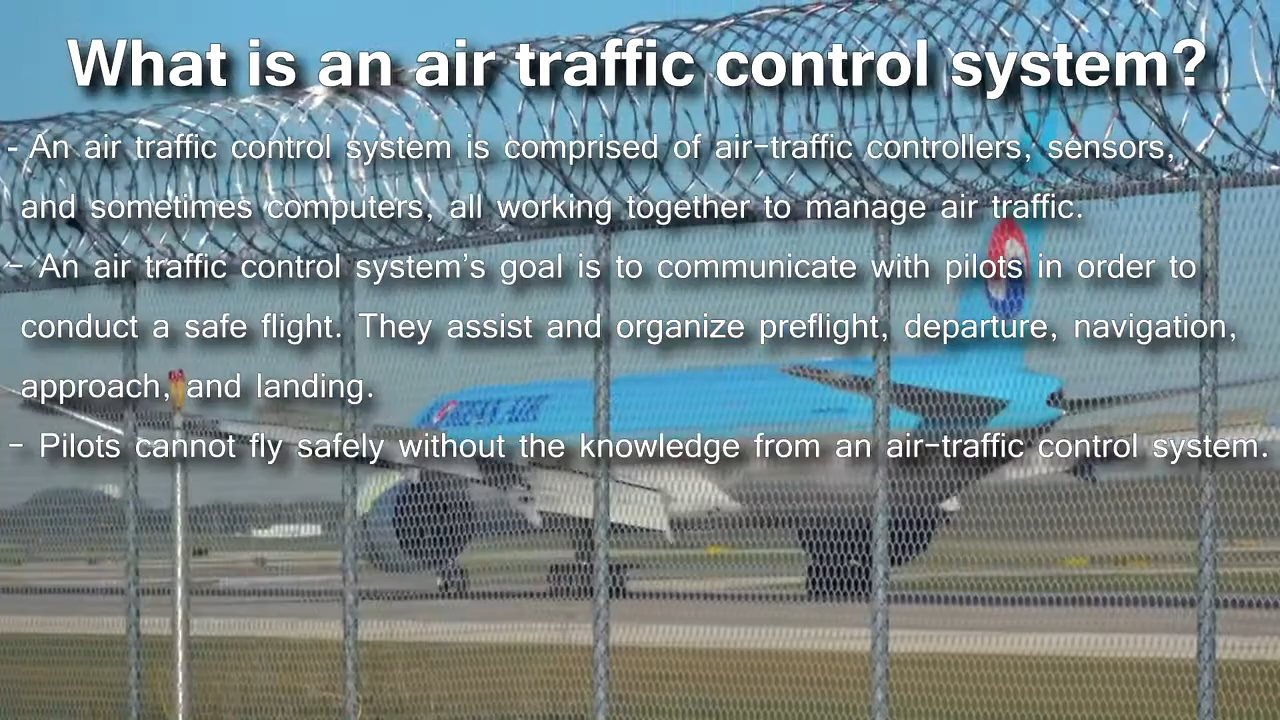 What is an air traffic control system?
- An air traffic control system is comprised of air-traffic controllers, sensors,
and sometimes computers, all working together to manage air traffic.
- An air traffic control system's goal is to communicate with pilots in order to
conduct a safe flight. They assist and organize preflight, departure, navigation,
approach, and landing.
- Pilots cannot fly safely without the knowledge from an air-traffic control system.
KOREAN AIR